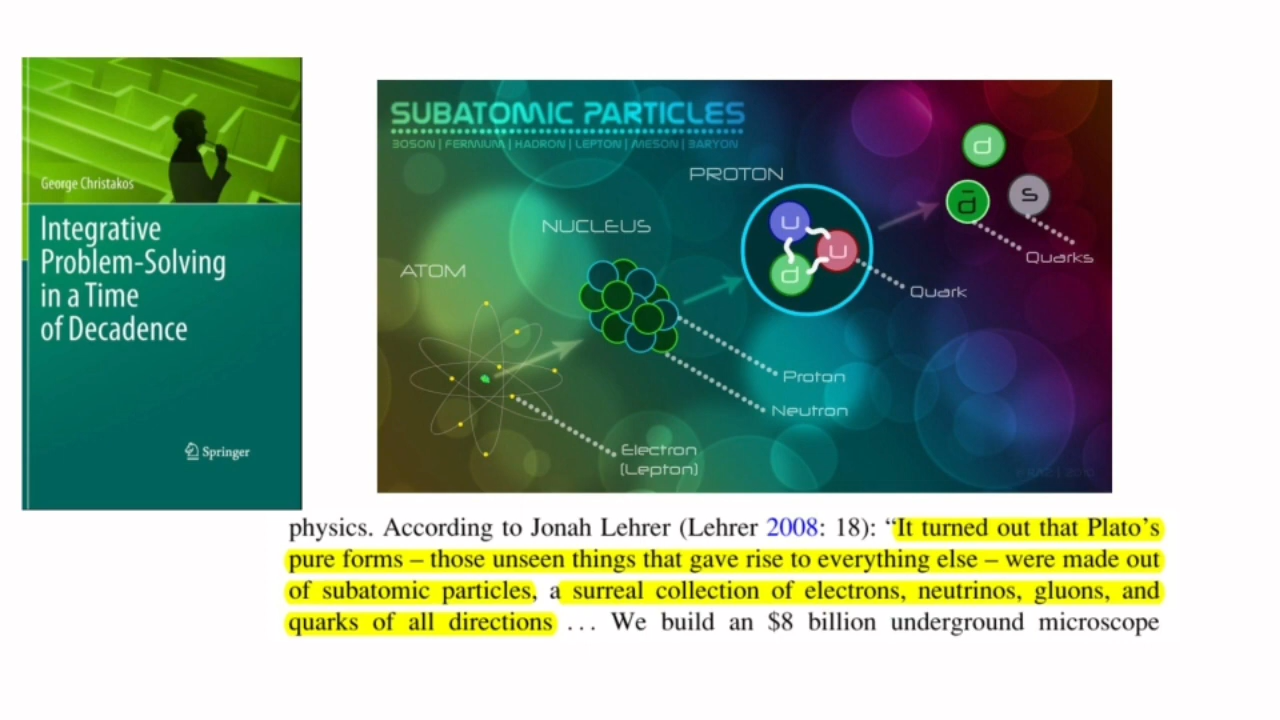 George Christakos
Integrative
Problem-Solving
in a Time
of Decadence
Springer
SUBATOMIC PARTICLES
BOSON | FERMIUM | HADRON | LEPTON | MESON | BARYON
ATOM
NUCLEUS
PROTON
u
u
d
d
d̄
s
Quarks
Quark
Proton
Neutron
Electron
(Lepton)
physics. According to Jonah Lehrer (Lehrer 2008: 18): “It turned out that Plato’s
pure forms – those unseen things that gave rise to everything else – were made out
of subatomic particles, a surreal collection of electrons, neutrinos, gluons, and
quarks of all directions ... We build an $8 billion underground microscope